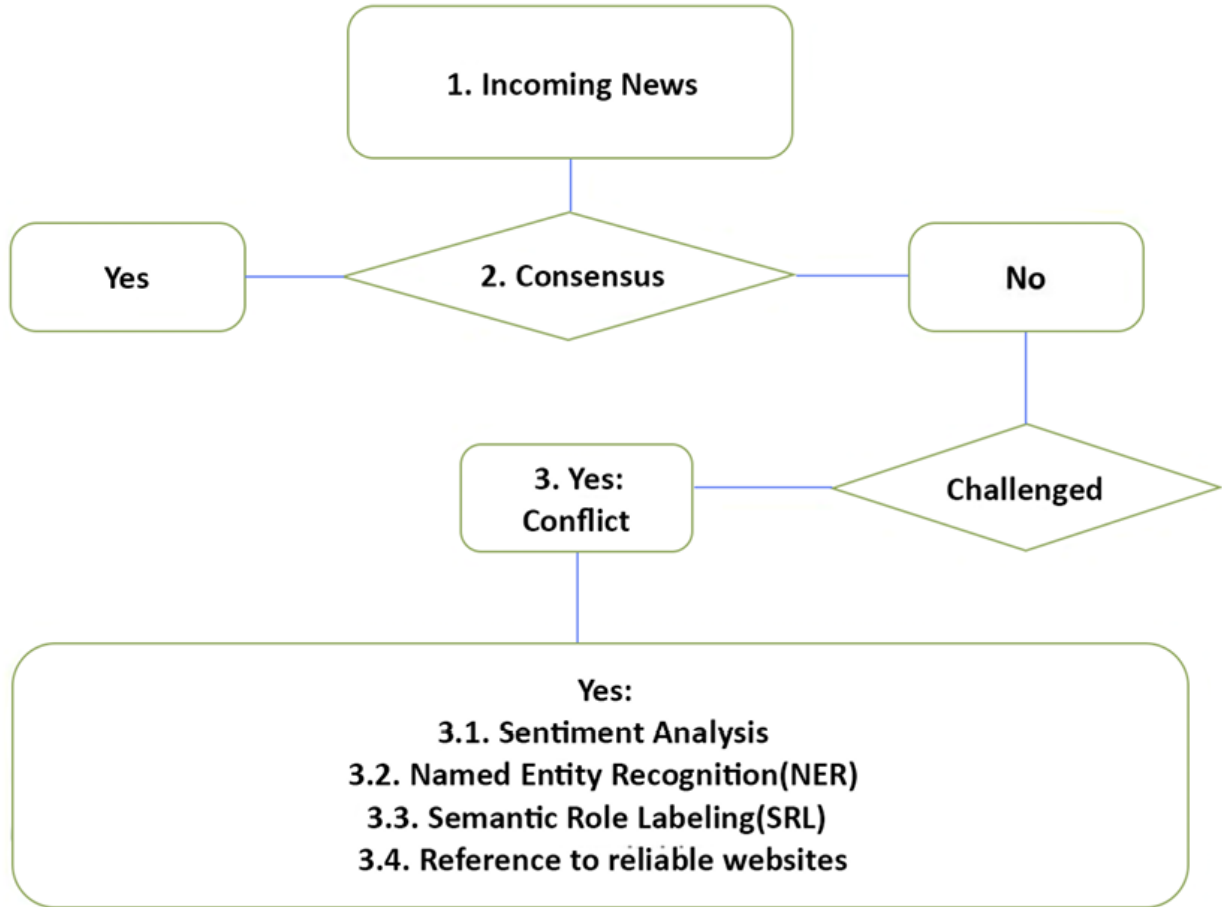 1. Incoming News
Yes
2. Consensus
No
3. Yes:
Conflict
Challenged
Yes:
3.1. Sentiment Analysis
3.2. Named Entity Recognition(NER)
3.3. Semantic Role Labeling(SRL)
3.4. Reference to reliable websites